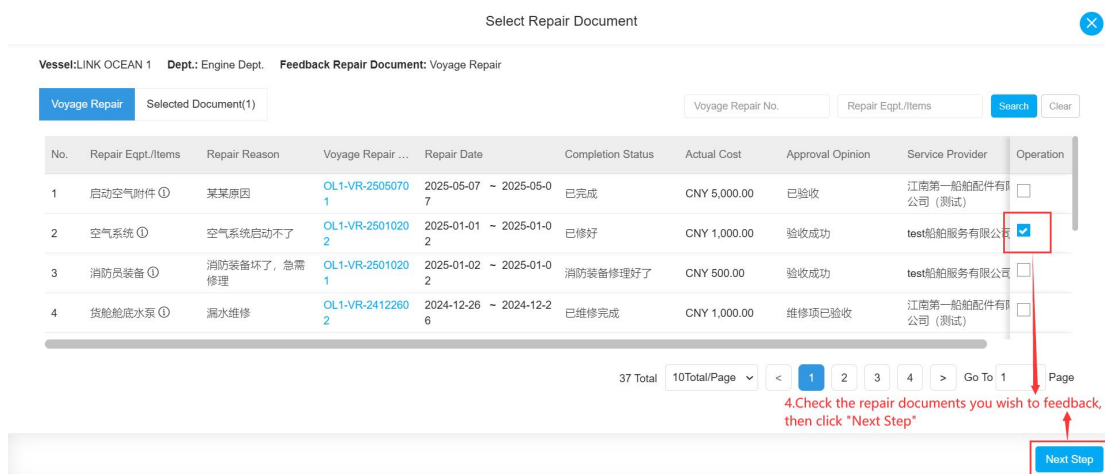 Select Repair Document
Vessel:LINK OCEAN 1 Dept.: Engine Dept. Feedback Repair Document: Voyage Repair
Voyage Repair Selected Document(1) Voyage Repair No. Repair Eqpt./Items Search Clear
No. Repair Eqpt./Items Repair Reason Voyage Repair ... Repair Date Completion Status Actual Cost Approval Opinion Service Provider Operation
1 启动空气附件 某某原因 OL1-VR-2505070 2025-05-07 ~ 2025-05-0 已完成 CNY 5,000.00 已验收 江南第一船舶配件有限
1 7 公司（测试）
2 空气系统 空气系统启动不了 OL1-VR-2501020 2025-01-01 ~ 2025-01-0 已修好 CNY 1,000.00 验收成功 test船舶服务有限公司
2 2
3 消防员装备 消防装备坏了，急需 OL1-VR-2501020 2025-01-02 ~ 2025-01-0 消防装备修理好了 CNY 500.00 验收成功 test船舶服务有限公司
修理 1 2
4 货舱舱底水泵 漏水维修 OL1-VR-2412260 2024-12-26 ~ 2024-12-2 已维修完成 CNY 1,000.00 维修项已验收 江南第一船舶配件有限
2 6 公司（测试）
37 Total 10Total/Page < 1 2 3 4 > Go To 1 Page
4.Check the repair documents you wish to feedback,
then click "Next Step"
Next Step